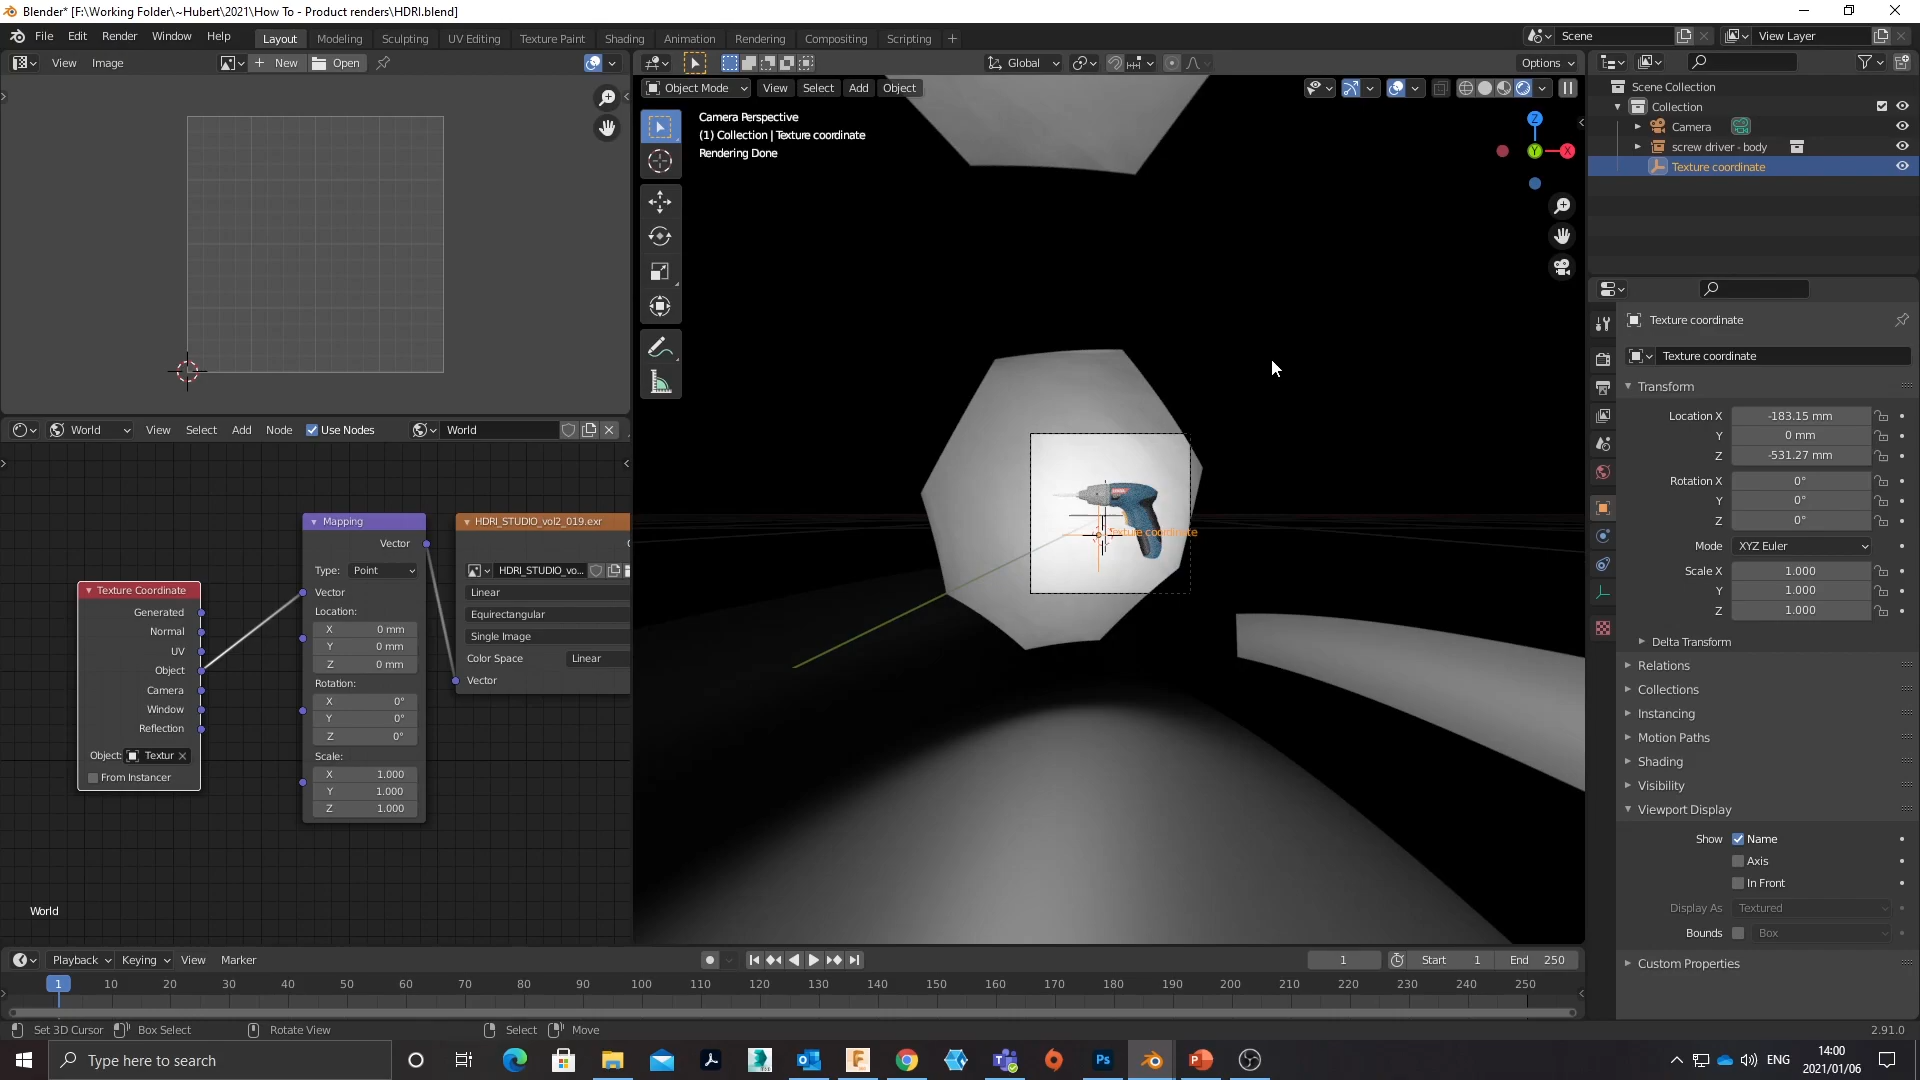 Blender* [F:\Working Folder\~Hubert\2021\How To - Product renders\HDRI.blend]
File Edit Render Window Help
Layout Modeling Sculpting UV Editing Texture Paint Shading Animation Rendering Compositing Scripting +
Scene
View Layer
View Image
+ New Open
Global
Options
Object Mode View Select Add Object
Camera Perspective
(1) Collection | Texture coordinate
Rendering Done
Z
Y
X
Texture coordinate
Scene Collection
Collection
Camera
screw driver - body
Texture coordinate
Texture coordinate
Texture coordinate
Transform
Location X -183.15 mm
Y 0 mm
Z -531.27 mm
Rotation X 0°
Y 0°
Z 0°
Mode XYZ Euler
Scale X 1.000
Y 1.000
Z 1.000
Delta Transform
Relations
Collections
Instancing
Motion Paths
Shading
Visibility
Viewport Display
Show Name
Axis
In Front
Display As Textured
Bounds Box
Custom Properties
World View Select Add Node Use Nodes World
Texture Coordinate
Generated
Normal
UV
Object
Camera
Window
Reflection
Object: Textur
From Instancer
Mapping
Vector
Type: Point
Vector
Location:
X 0 mm
Y 0 mm
Z 0 mm
Rotation:
X 0°
Y 0°
Z 0°
Scale:
X 1.000
Y 1.000
Z 1.000
HDRI_STUDIO_vol2_019.exr
HDRI_STUDIO_vo...
Linear
Equirectangular
Single Image
Color Space Linear
Vector
World
Playback Keying View Marker
1 Start 1 End 250
1 10 20 30 40 50 60 70 80 90 100 110 120 130 140 150 160 170 180 190 200 210 220 230 240 250
Set 3D Cursor Box Select Rotate View Select Move
2.91.0
Type here to search
ENG
14:00
2021/01/06